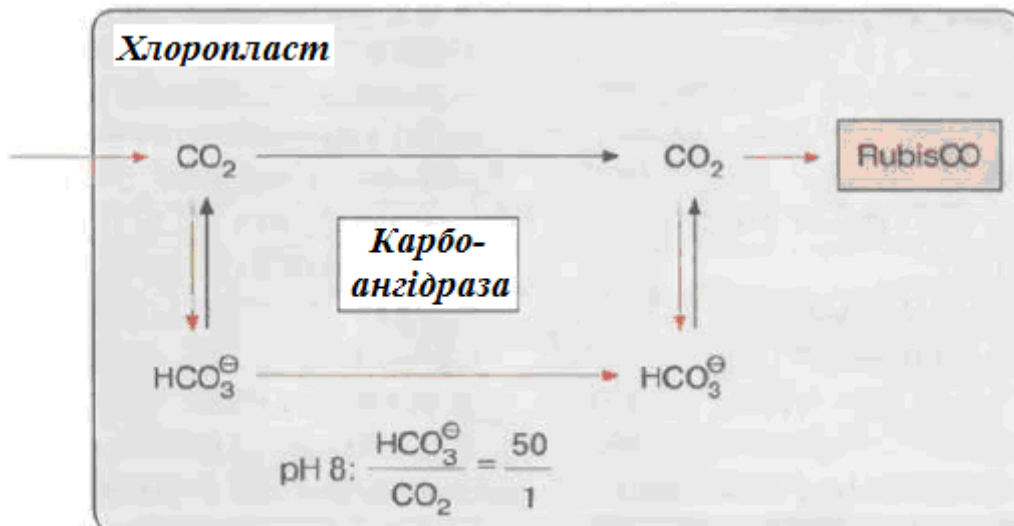 Хлоропласт
CO₂ CO₂ RubisCO
Карбо-
ангідраза
HCO₃⊖ HCO₃⊖
pH 8: HCO₃⊖ / CO₂ = 50 / 1